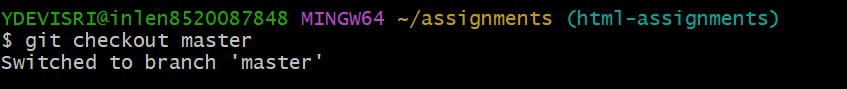 YDEVISRI@inlen8520087848 MINGW64 ~/assignments (html-assignments)
$ git checkout master
Switched to branch 'master'